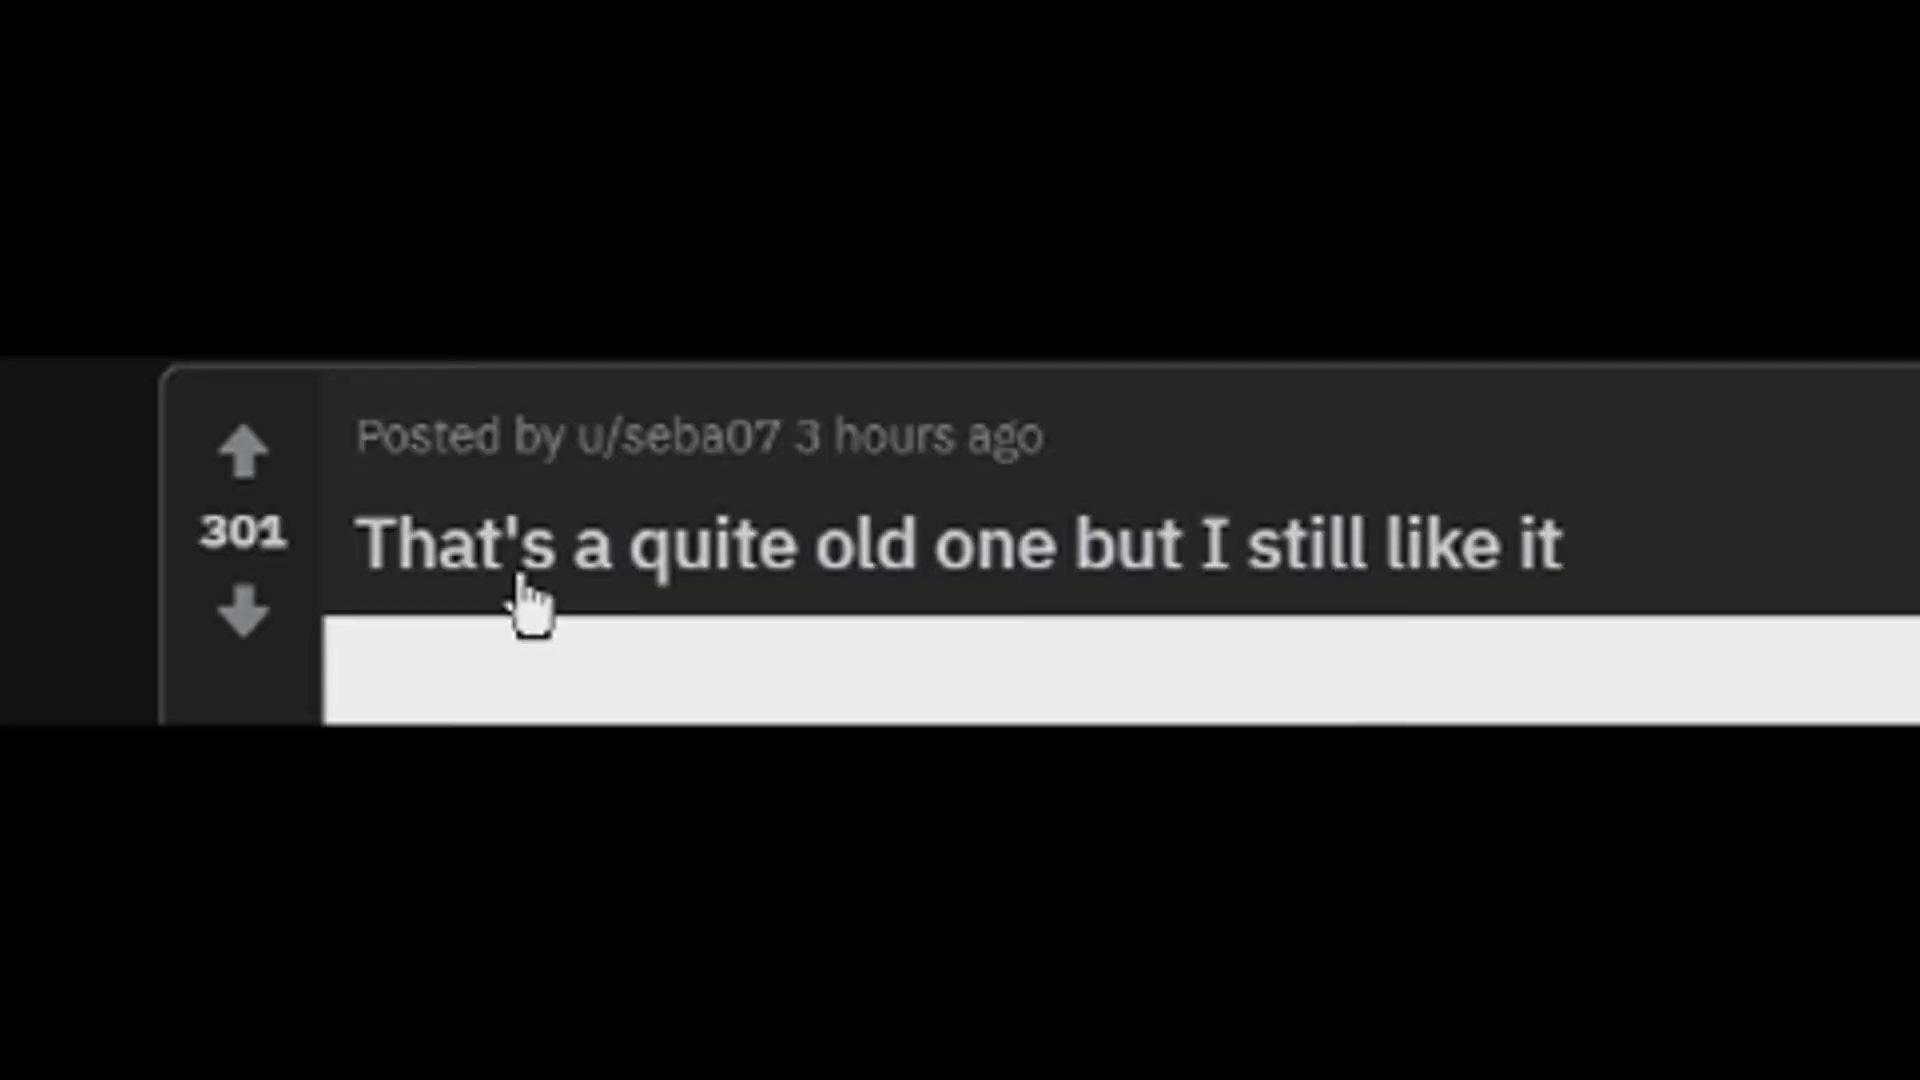 Posted by u/seba07 3 hours ago
301
That's a quite old one but I still like it